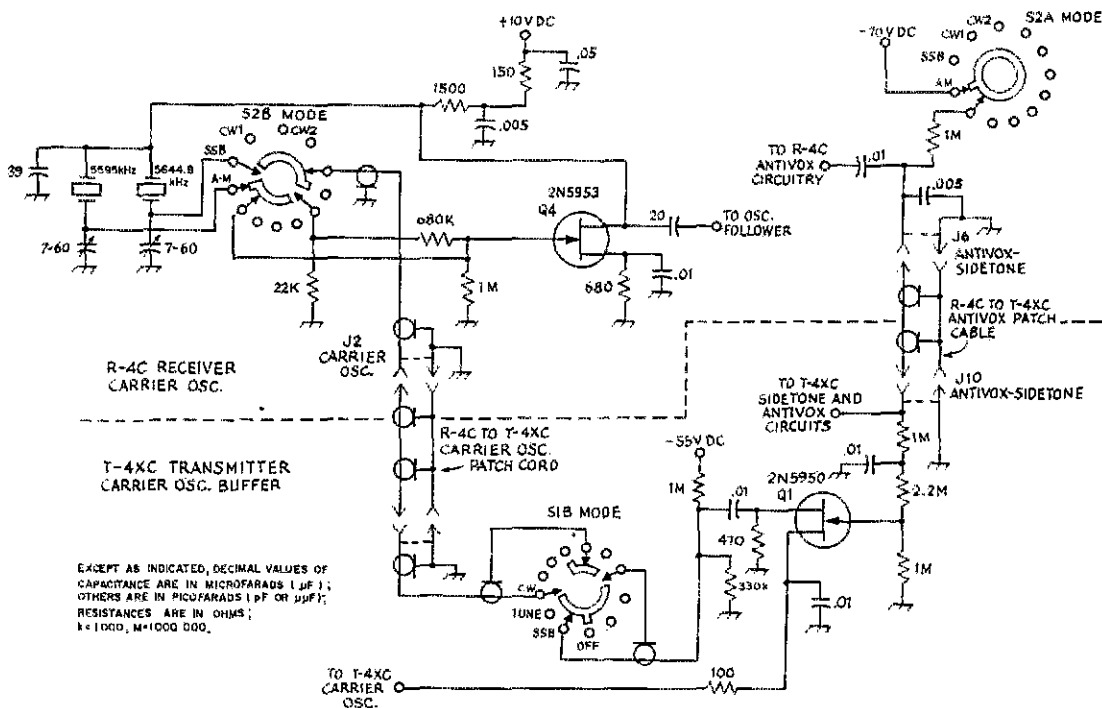 +10V DC
.05
150
1500
.005
-70V DC
S2A MODE
CW2
CW1
SSB
AM
1M
TO R-4C
ANTIVOX
CIRCUITRY
.01
.005
J6
ANTIVOX-
SIDETONE
S2B MODE
CW1
CW2
SSB
A-M
39
5595kHz
5644.8
kHz
7-60
7-60
680K
22K
1M
2N5953
Q4
20
TO OSC.
FOLLOWER
680
.01
R-4C TO T-4XC
ANTIVOX PATCH
CABLE
J10
ANTIVOX-SIDETONE
R-4C RECEIVER
CARRIER OSC.
J2
CARRIER
OSC.
TO T-4XC
SIDETONE AND
ANTIVOX
CIRCUITS
T-4XC TRANSMITTER
CARRIER OSC. BUFFER
R-4C TO T-4XC
CARRIER OSC.
PATCH CORD
-55V DC
1M
.01
470
330K
2N5950
Q1
1M
.01
2.2M
1M
.01
S1B MODE
CW
TUNE
SSB
OFF
EXCEPT AS INDICATED, DECIMAL VALUES OF
CAPACITANCE ARE IN MICROFARADS (µF);
OTHERS ARE IN PICOFARADS (pF OR µµF);
RESISTANCES ARE IN OHMS;
k=1000, M=1000 000.
100
TO T-4XC
CARRIER
OSC.